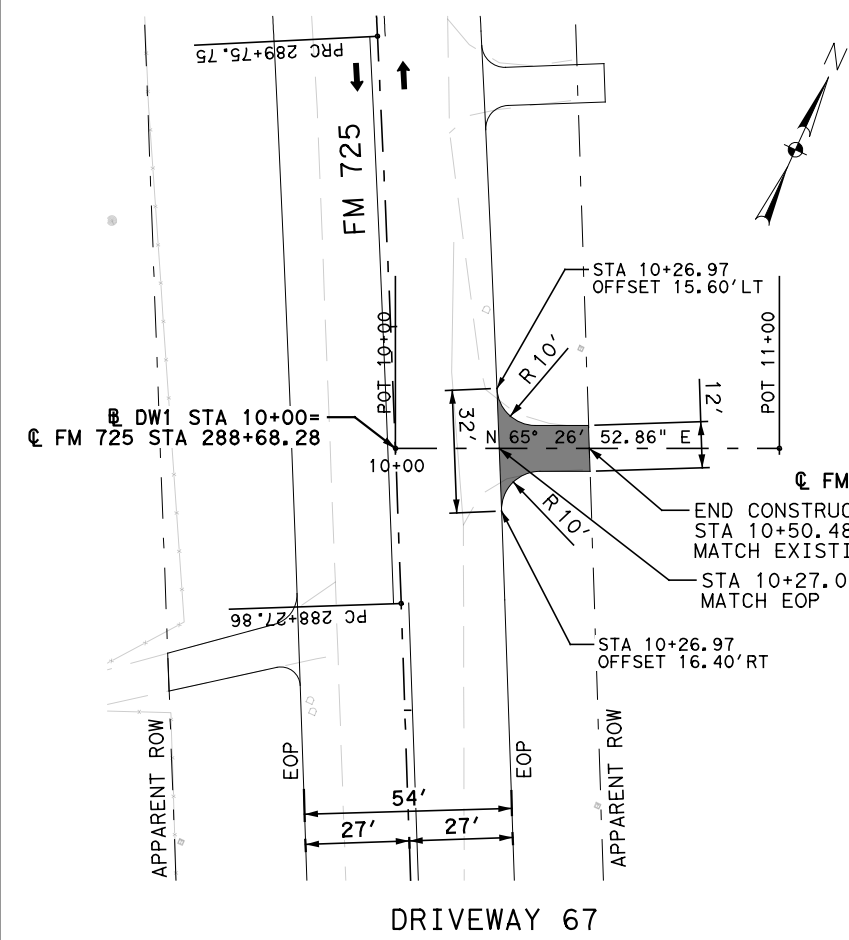 PRC 289+75.75
N
FM 725
STA 10+26.97
OFFSET 15.60'LT
POT 10+00
POT 11+00
R 10'
12'
32'
BL DW1 STA 10+00=
CL FM 725 STA 288+68.28
10+00
N 65° 26' 52.86" E
CL FM
R 10'
END CONSTRUC
STA 10+50.48
MATCH EXISTI
STA 10+27.0
MATCH EOP
PC 288+27.86
STA 10+26.97
OFFSET 16.40'RT
APPARENT ROW
EOP
EOP
APPARENT ROW
54'
27'
27'
DRIVEWAY 67